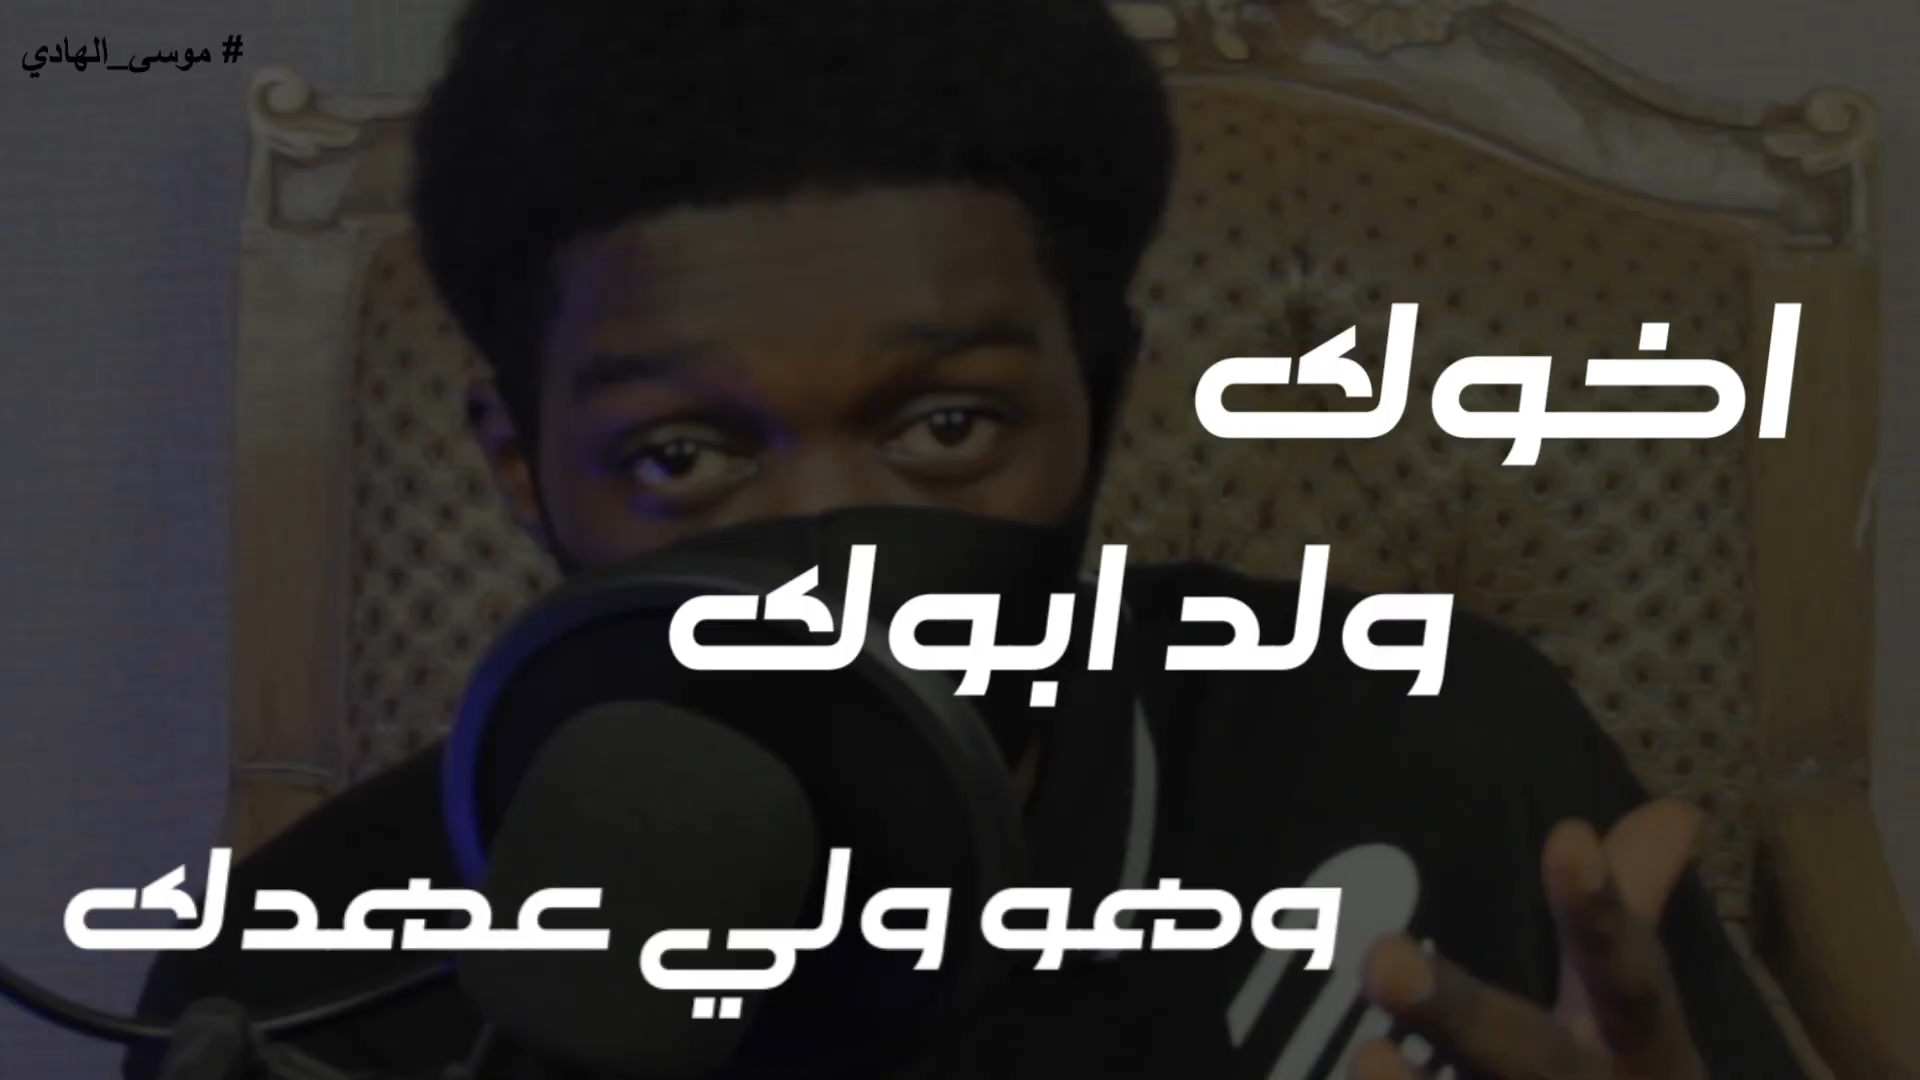 # موسى_الهادي
اخوك
ولد ابوك
وهو ولي عهدك